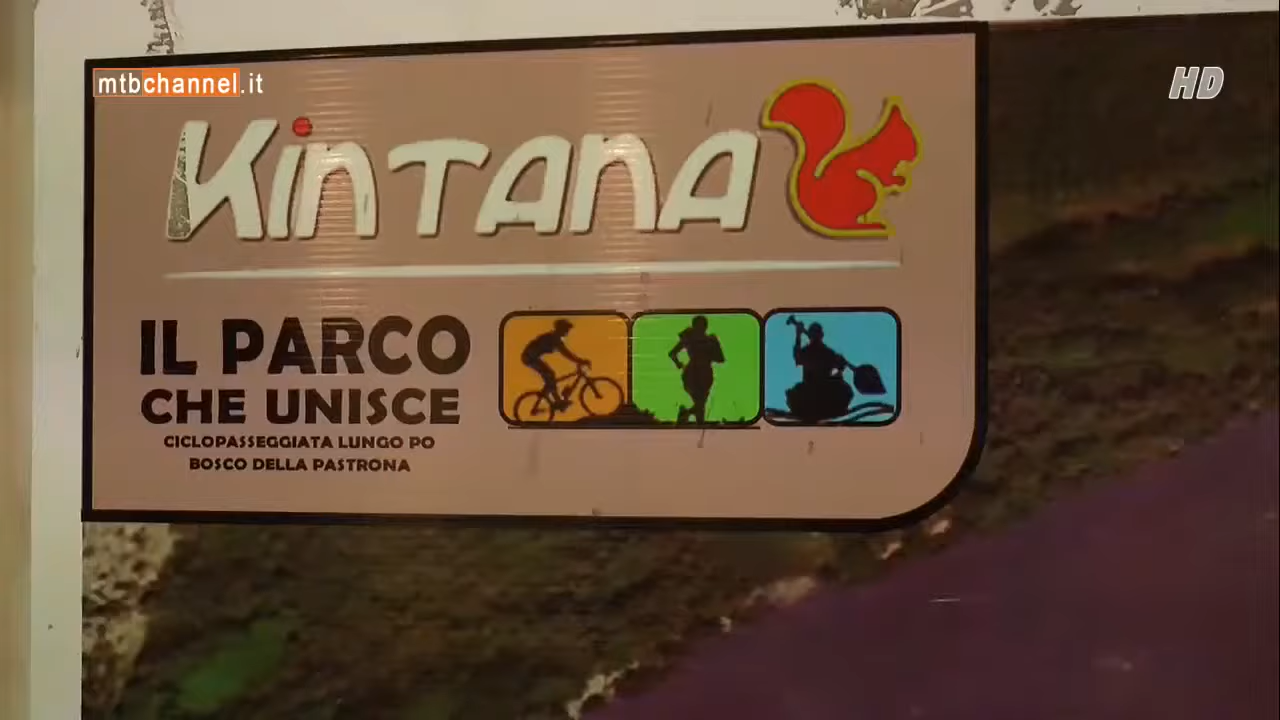 mtbchannel.it
HD
Kintana
IL PARCO
CHE UNISCE
CICLOPASSEGGIATA LUNGO PO
BOSCO DELLA PASTRONA